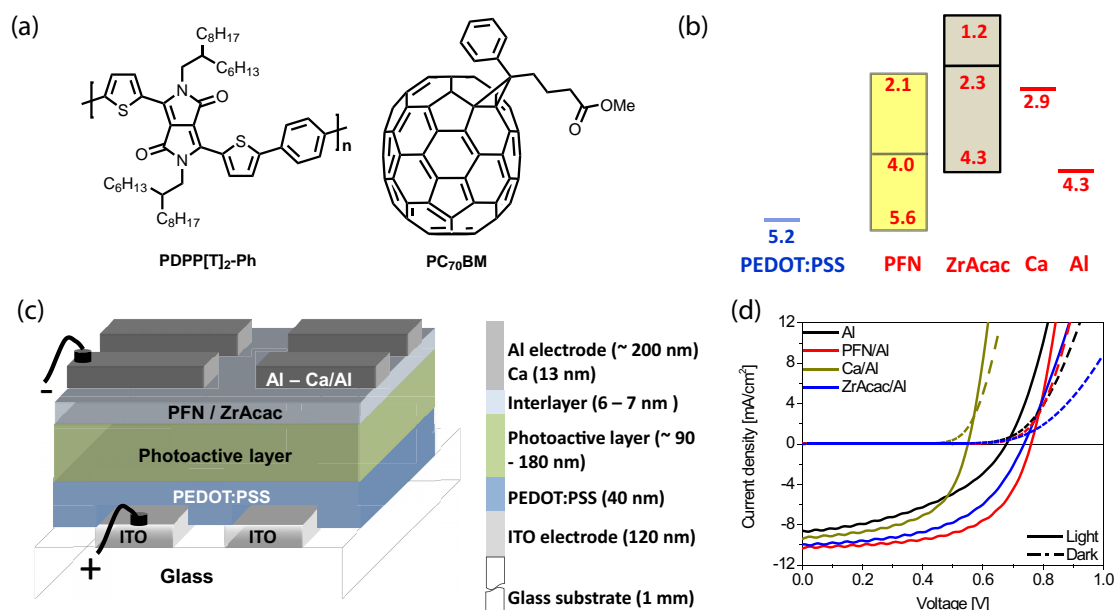 (a)
C8H17
C6H13
N
O
S
S
O
N
C6H13
C8H17
n
PDPP[T]2-Ph
OMe
O
PC70BM
(b)
1.2
2.1
2.3
2.9
4.0
4.3
4.3
5.6
5.2
PEDOT:PSS
PFN
ZrAcac
Ca
Al
(c)
-
Al – Ca/Al
PFN / ZrAcac
Photoactive layer
PEDOT:PSS
ITO
ITO
+
Glass
Al electrode (~ 200 nm)
Ca (13 nm)
Interlayer (6 – 7 nm )
Photoactive layer (~ 90
- 180 nm)
PEDOT:PSS (40 nm)
ITO electrode (120 nm)
Glass substrate (1 mm)
(d)
Current density [mA/cm2]
12
8
4
0
-4
-8
-12
Al
PFN/Al
Ca/Al
ZrAcac/Al
Light
Dark
0.0
0.2
0.4
0.6
0.8
1.0
Voltage [V]